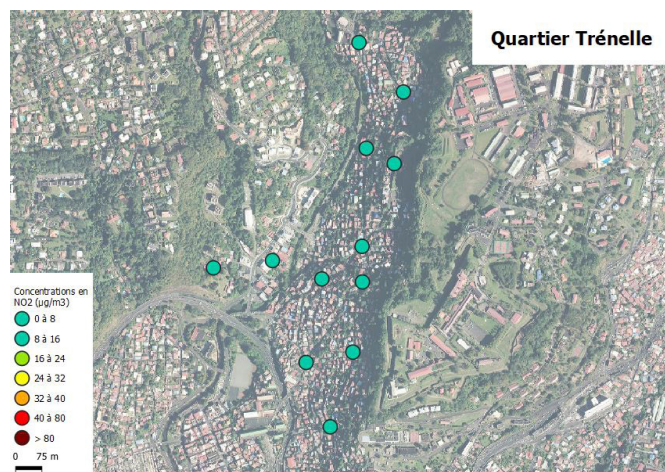 Quartier Trénelle
Concentrations en
NO2 (µg/m3)
0 à 8
8 à 16
16 à 24
24 à 32
32 à 40
40 à 80
> 80
0 75 m